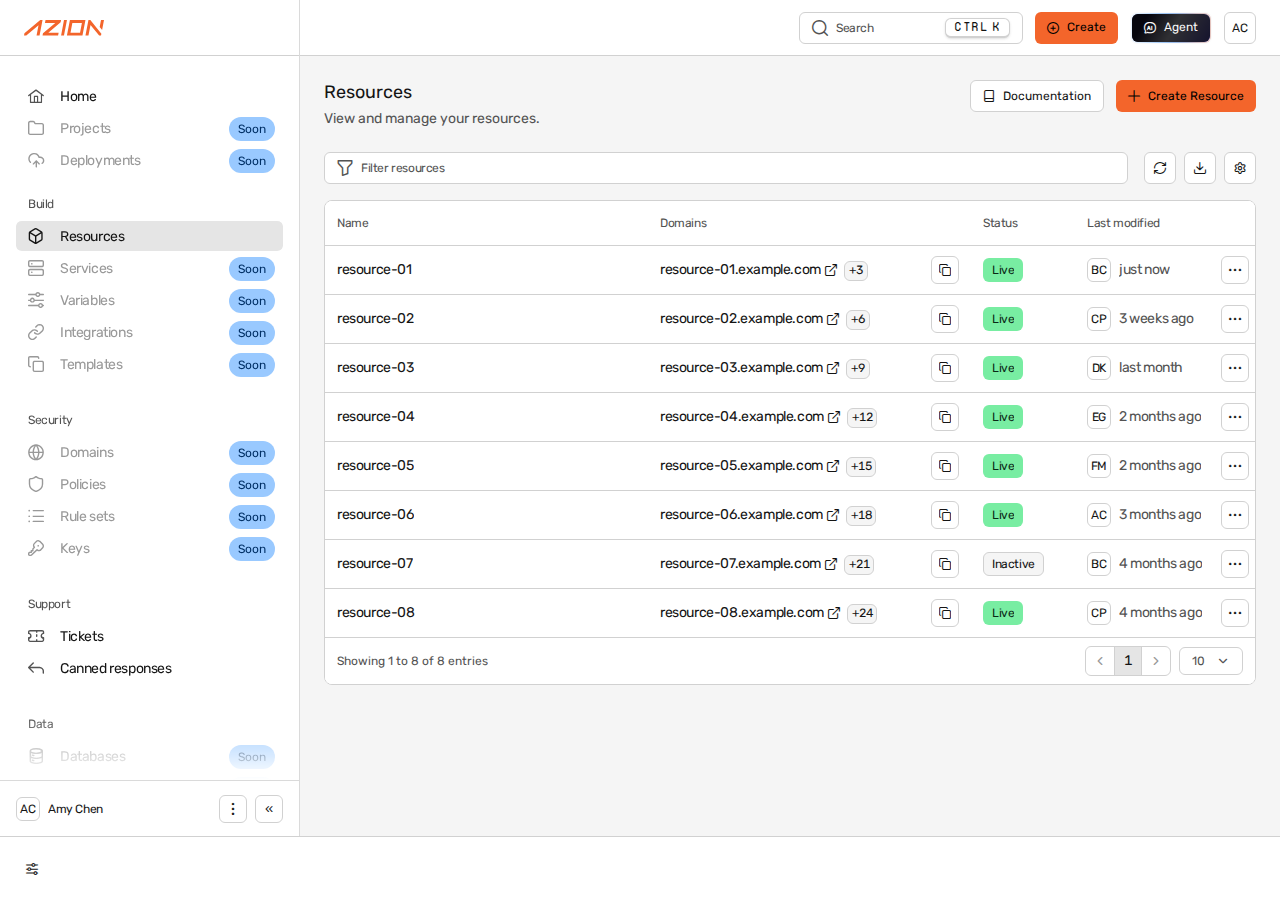 AZION
Search
CTRL K
Create
Agent
AC
Home
Projects
Soon
Deployments
Soon
Build
Resources
Services
Soon
Variables
Soon
Integrations
Soon
Templates
Soon
Security
Domains
Soon
Policies
Soon
Rule sets
Soon
Keys
Soon
Support
Tickets
Canned responses
Data
Databases
Soon
AC
Amy Chen
Resources
View and manage your resources.
Documentation
Create Resource
Filter resources
Name Domains Status Last modified
resource-01 resource-01.example.com +3 Live BC just now
resource-02 resource-02.example.com +6 Live CP 3 weeks ago
resource-03 resource-03.example.com +9 Live DK last month
resource-04 resource-04.example.com +12 Live EG 2 months ago
resource-05 resource-05.example.com +15 Live FM 2 months ago
resource-06 resource-06.example.com +18 Live AC 3 months ago
resource-07 resource-07.example.com +21 Inactive BC 4 months ago
resource-08 resource-08.example.com +24 Live CP 4 months ago
Showing 1 to 8 of 8 entries
1
10